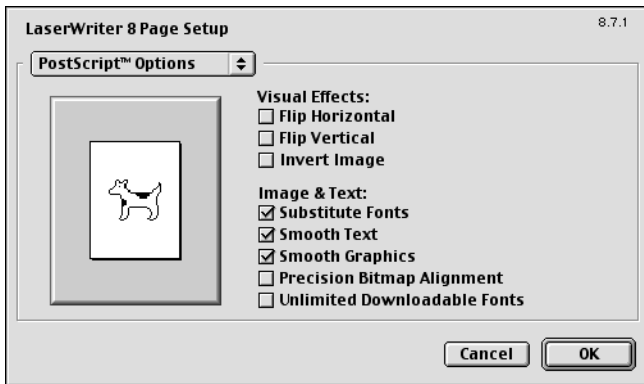 LaserWriter 8 Page Setup
8.7.1
PostScript™ Options
Visual Effects:
Flip Horizontal
Flip Vertical
Invert Image
Image & Text:
Substitute Fonts
Smooth Text
Smooth Graphics
Precision Bitmap Alignment
Unlimited Downloadable Fonts
Cancel
OK